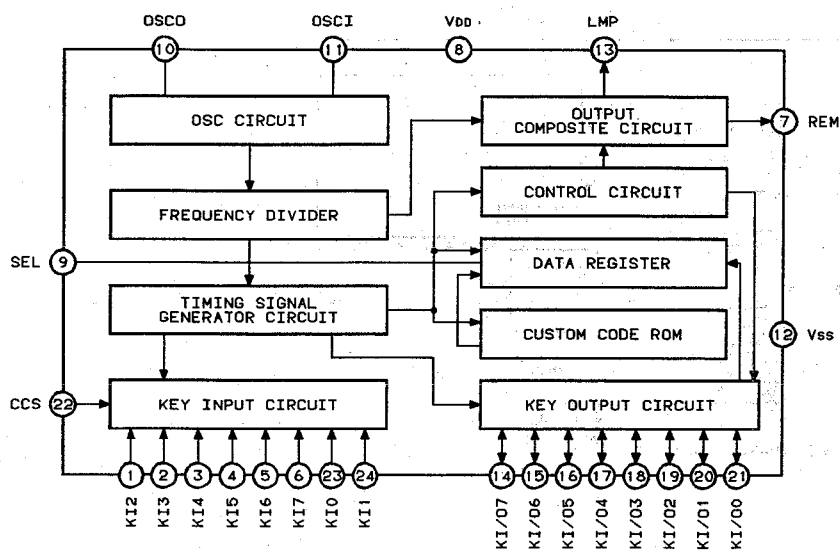 OSCO OSCI VDD LMP
10 11 8 13
OSC CIRCUIT
OUTPUT
COMPOSITE CIRCUIT
7 REM
FREQUENCY DIVIDER
CONTROL CIRCUIT
SEL 9
DATA REGISTER
TIMING SIGNAL
GENERATOR CIRCUIT
CUSTOM CODE ROM
12 VSS
CCS 22
KEY INPUT CIRCUIT
KEY OUTPUT CIRCUIT
1 2 3 4 5 6 23 24 14 15 16 17 18 19 20 21
KI2 KI3 KI4 KI5 KI6 KI7 KI0 KI1 KI/O7 KI/O6 KI/O5 KI/O4 KI/O3 KI/O2 KI/O1 KI/O0